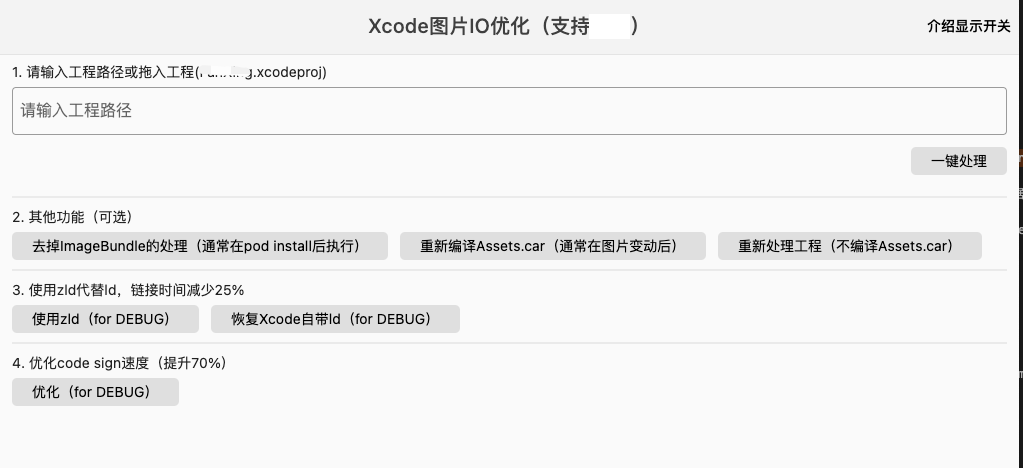 Xcode图片IO优化（支持 ）
介绍显示开关
1. 请输入工程路径或拖入工程( .xcodeproj)
请输入工程路径
一键处理
2. 其他功能（可选）
去掉ImageBundle的处理（通常在pod install后执行）
重新编译Assets.car（通常在图片变动后）
重新处理工程（不编译Assets.car）
3. 使用zld代替ld，链接时间减少25%
使用zld（for DEBUG）
恢复Xcode自带ld（for DEBUG）
4. 优化code sign速度（提升70%）
优化（for DEBUG）